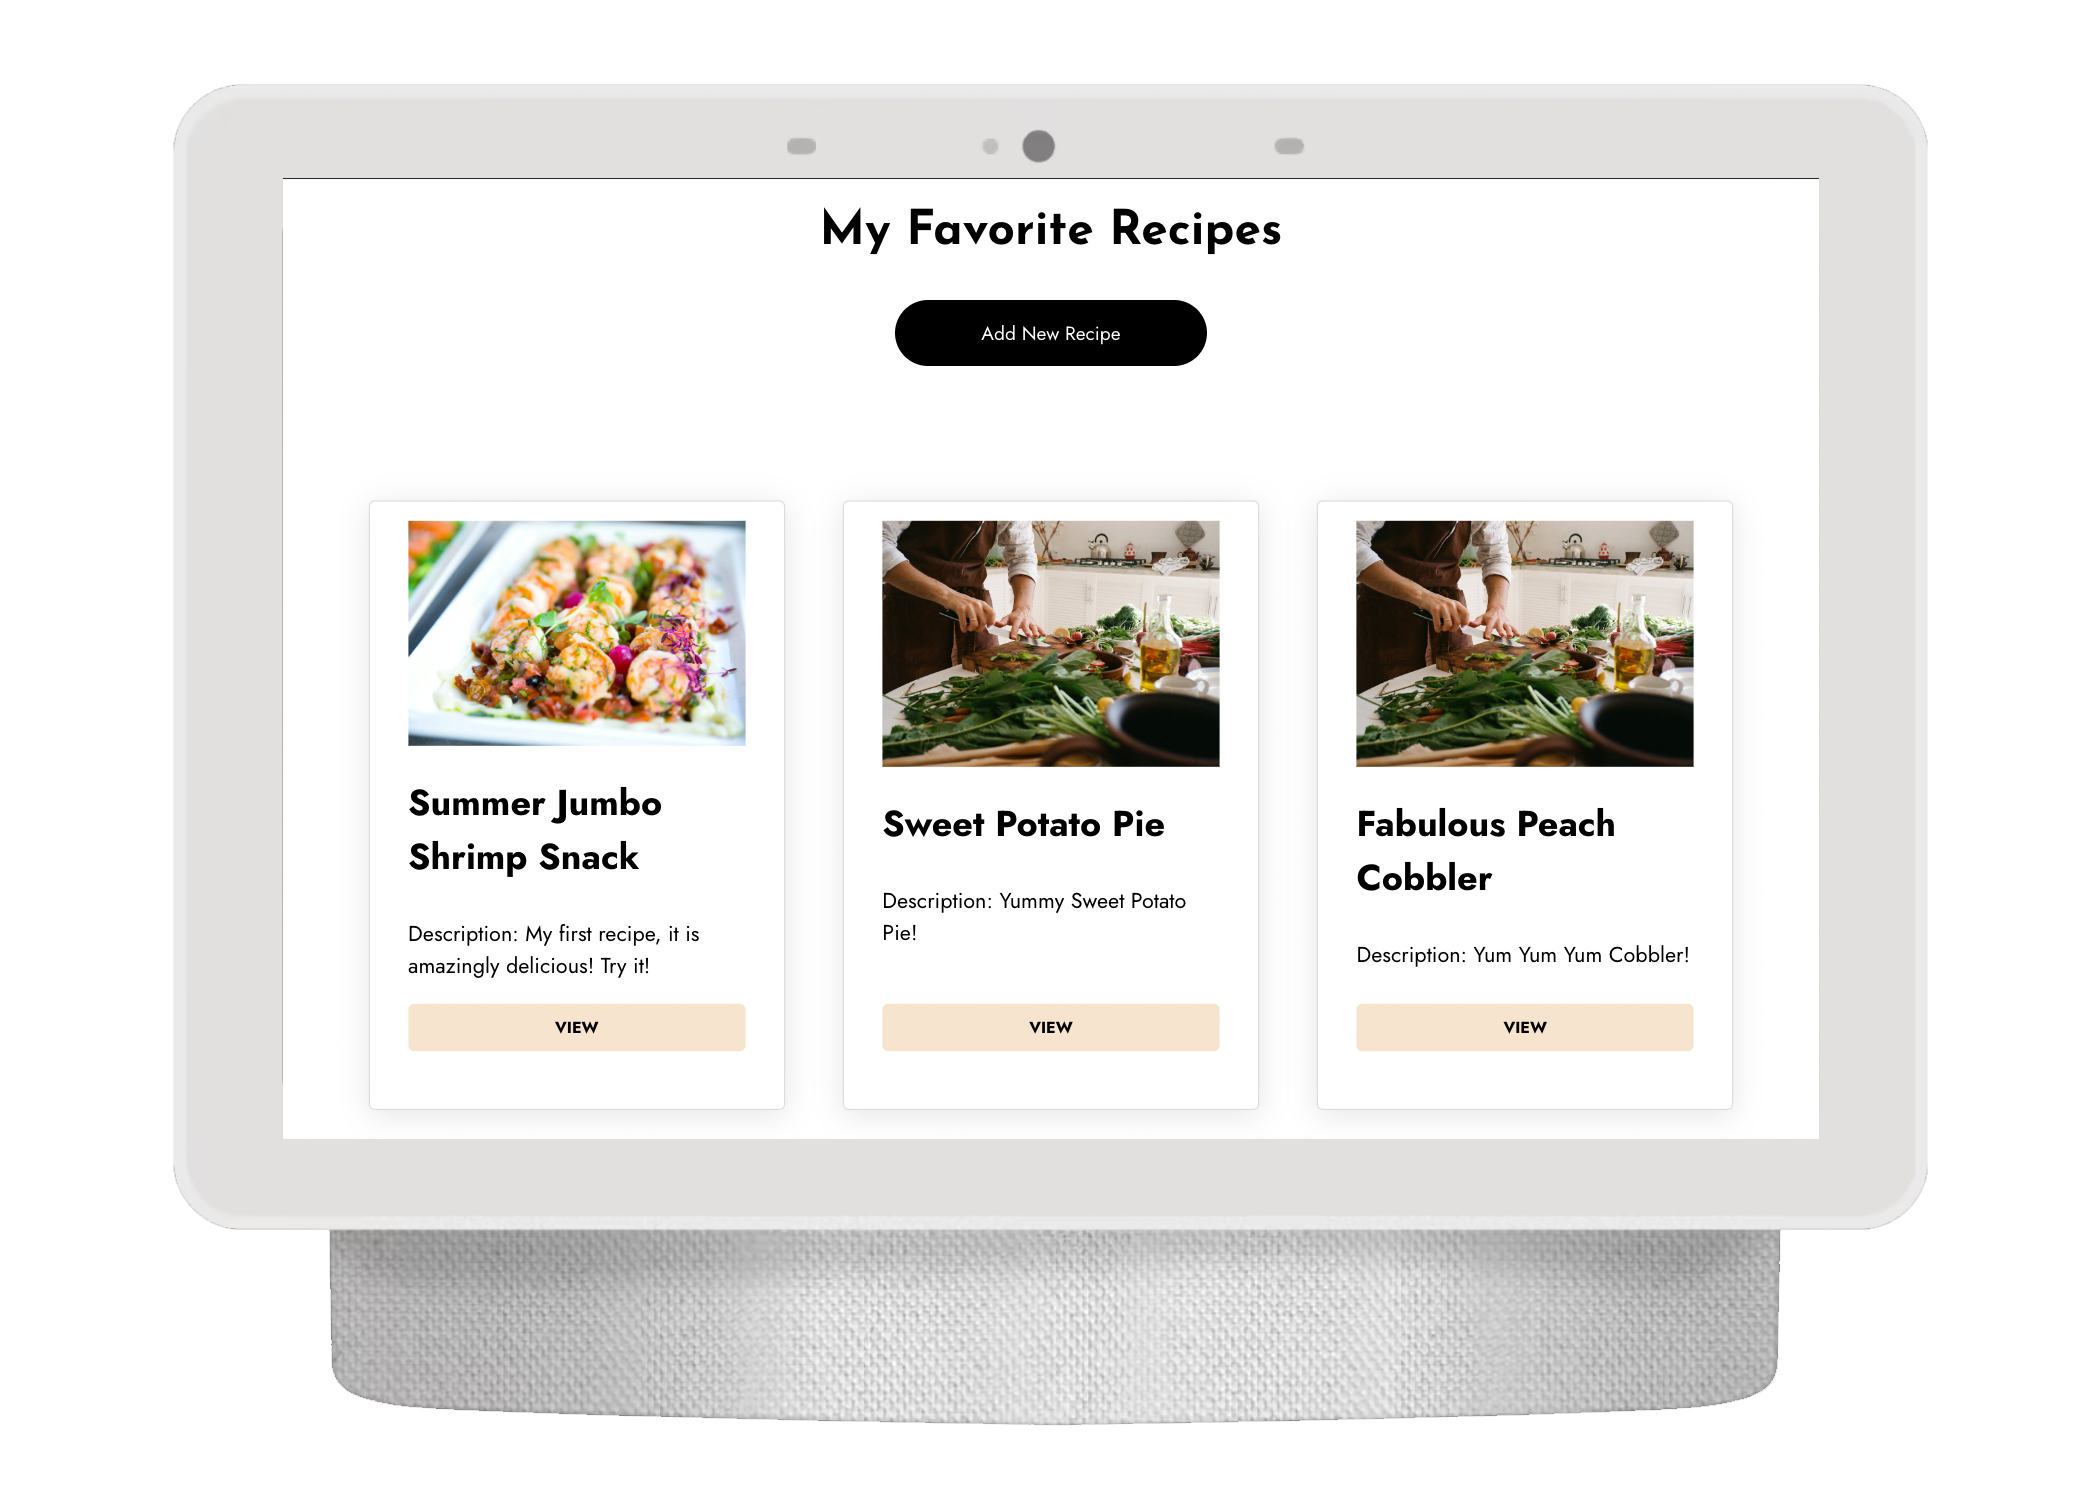 My Favorite Recipes
Add New Recipe
Summer Jumbo
Shrimp Snack
Description: My first recipe, it is
amazingly delicious! Try it!
VIEW
Sweet Potato Pie
Description: Yummy Sweet Potato
Pie!
VIEW
Fabulous Peach
Cobbler
Description: Yum Yum Yum Cobbler!
VIEW